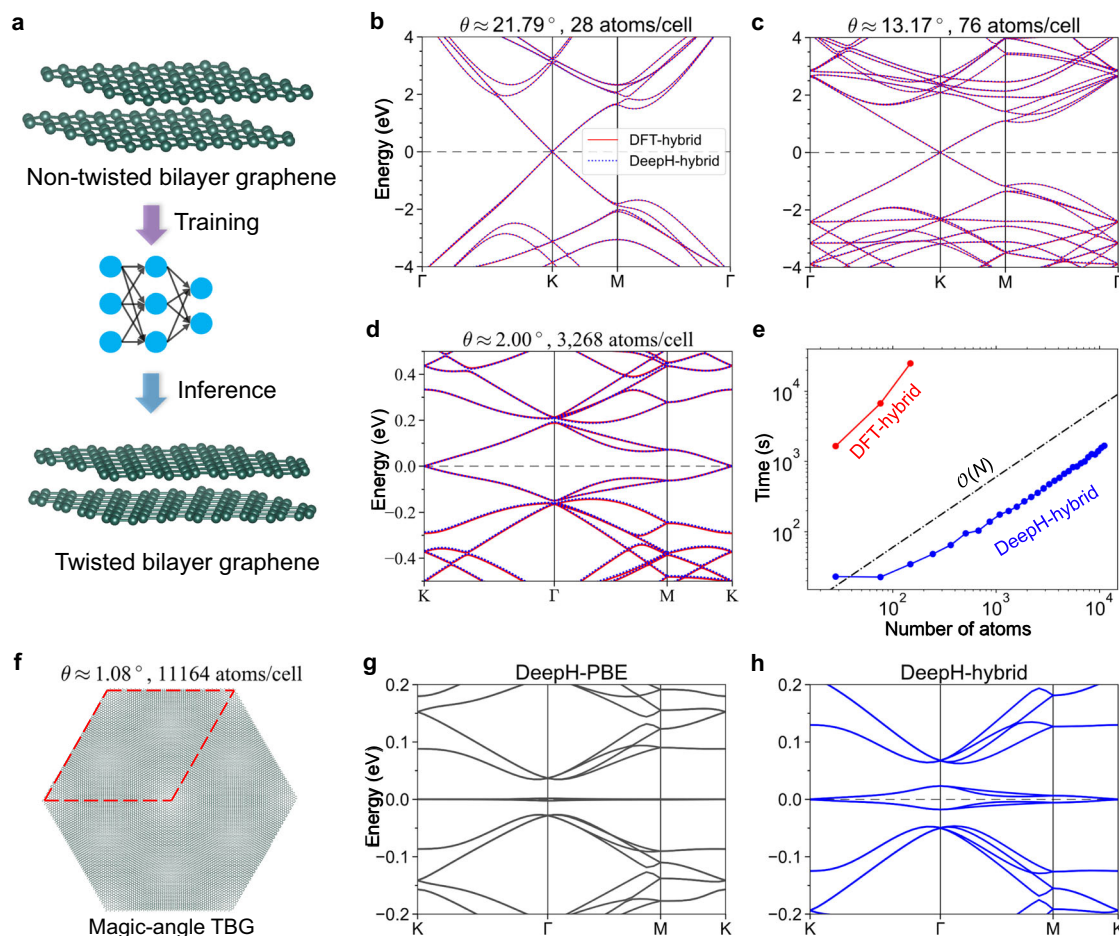 a
Non-twisted bilayer graphene
Training
Inference
Twisted bilayer graphene
b
θ ≈ 21.79°, 28 atoms/cell
Energy (eV)
4
2
0
−2
−4
DFT-hybrid
DeepH-hybrid
Γ K M Γ
c
θ ≈ 13.17°, 76 atoms/cell
4
2
0
−2
−4
Γ K M Γ
d
θ ≈ 2.00°, 3,268 atoms/cell
Energy (eV)
0.4
0.2
0.0
−0.2
−0.4
K Γ M K
e
Time (s)
10⁴
10³
10²
DFT-hybrid
𝒪(N)
DeepH-hybrid
10² 10³ 10⁴
Number of atoms
f
θ ≈ 1.08°, 11164 atoms/cell
Magic-angle TBG
g
DeepH-PBE
Energy (eV)
0.2
0.1
0.0
−0.1
−0.2
K Γ M K
h
DeepH-hybrid
0.2
0.1
0.0
−0.1
−0.2
K Γ M K